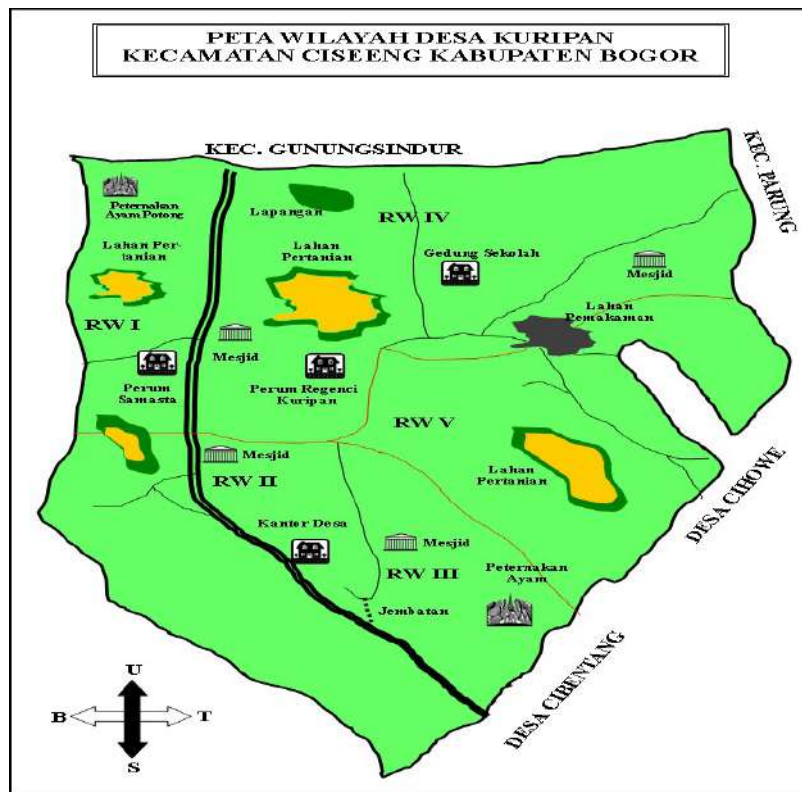 PETA WILAYAH DESA KURIPAN
KECAMATAN CISEENG KABUPATEN BOGOR
KEC. GUNUNGSINDUR
KEC. PARUNG
Peternakan
Ayam Potong
Lapangan
RW IV
Lahan Per-
tanian
Lahan
Pertanian
Gedung Sekolah
Mesjid
Lahan
Pemakaman
RW I
Mesjid
Perum
Samasta
Perum Regenci
Kuripan
RW V
Mesjid
RW II
Lahan
Pertanian
DESA CIHOWE
Kantor Desa
Mesjid
RW III
Peternakan
Ayam
Jembatan
DESA CIBENTANG
U
B
T
S